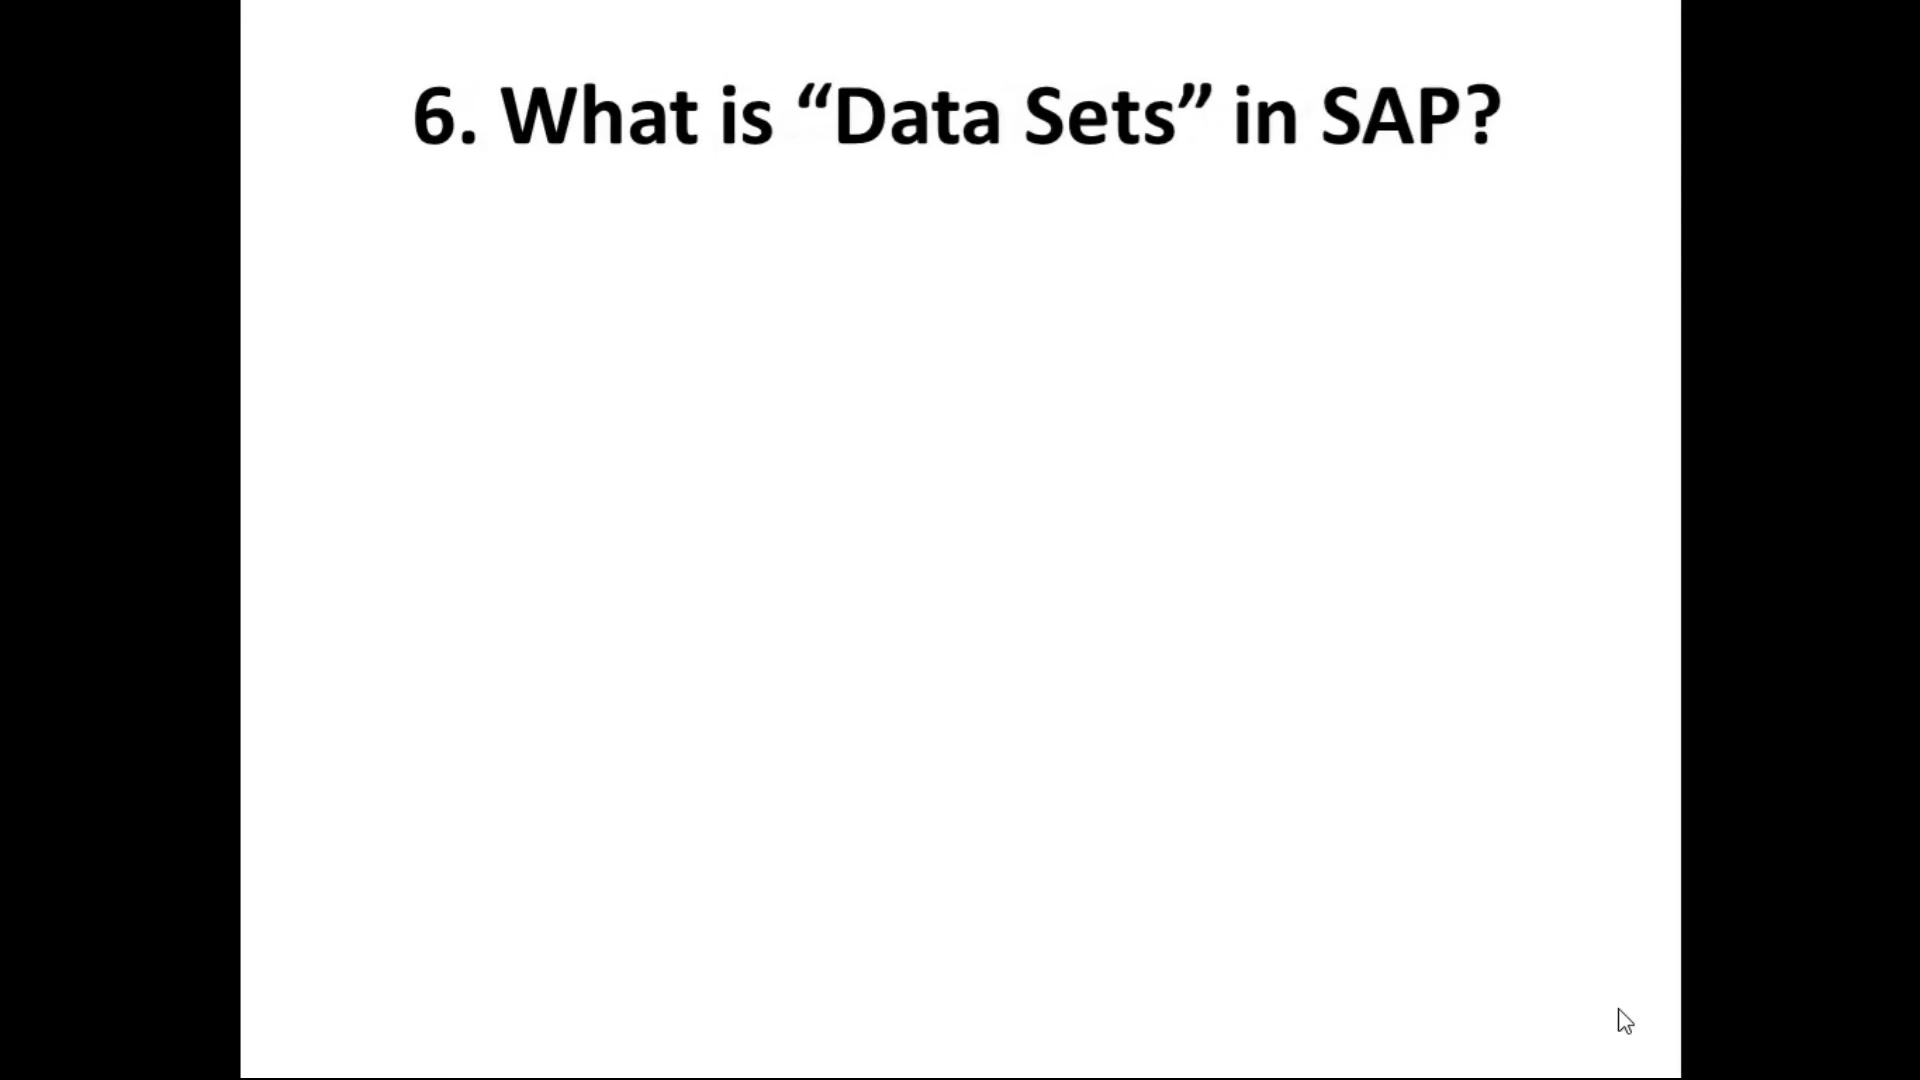 6. What is “Data Sets” in SAP?